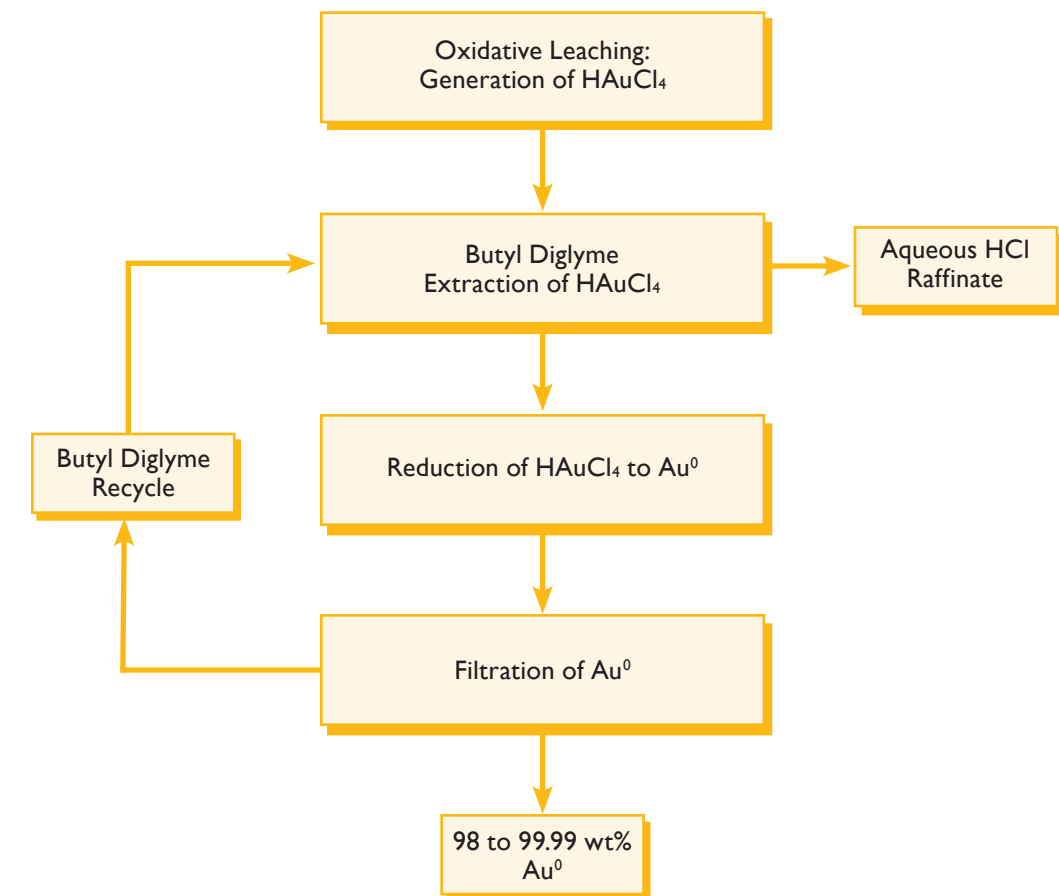 Oxidative Leaching:
Generation of HAuCl₄
Butyl Diglyme
Extraction of HAuCl₄
Aqueous HCl
Raffinate
Butyl Diglyme
Recycle
Reduction of HAuCl₄ to Au⁰
Filtration of Au⁰
98 to 99.99 wt%
Au⁰